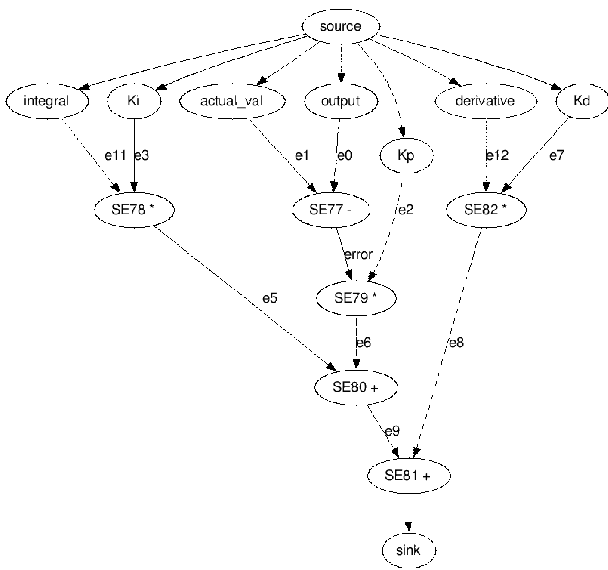 source
integral Ki actual_val output derivative Kd
Kp
e11 e3 e1 e0 e12 e7
SE78 * SE77 - SE82 *
e2
error
SE79 *
e5
e6 e8
SE80 +
e9
SE81 +
sink